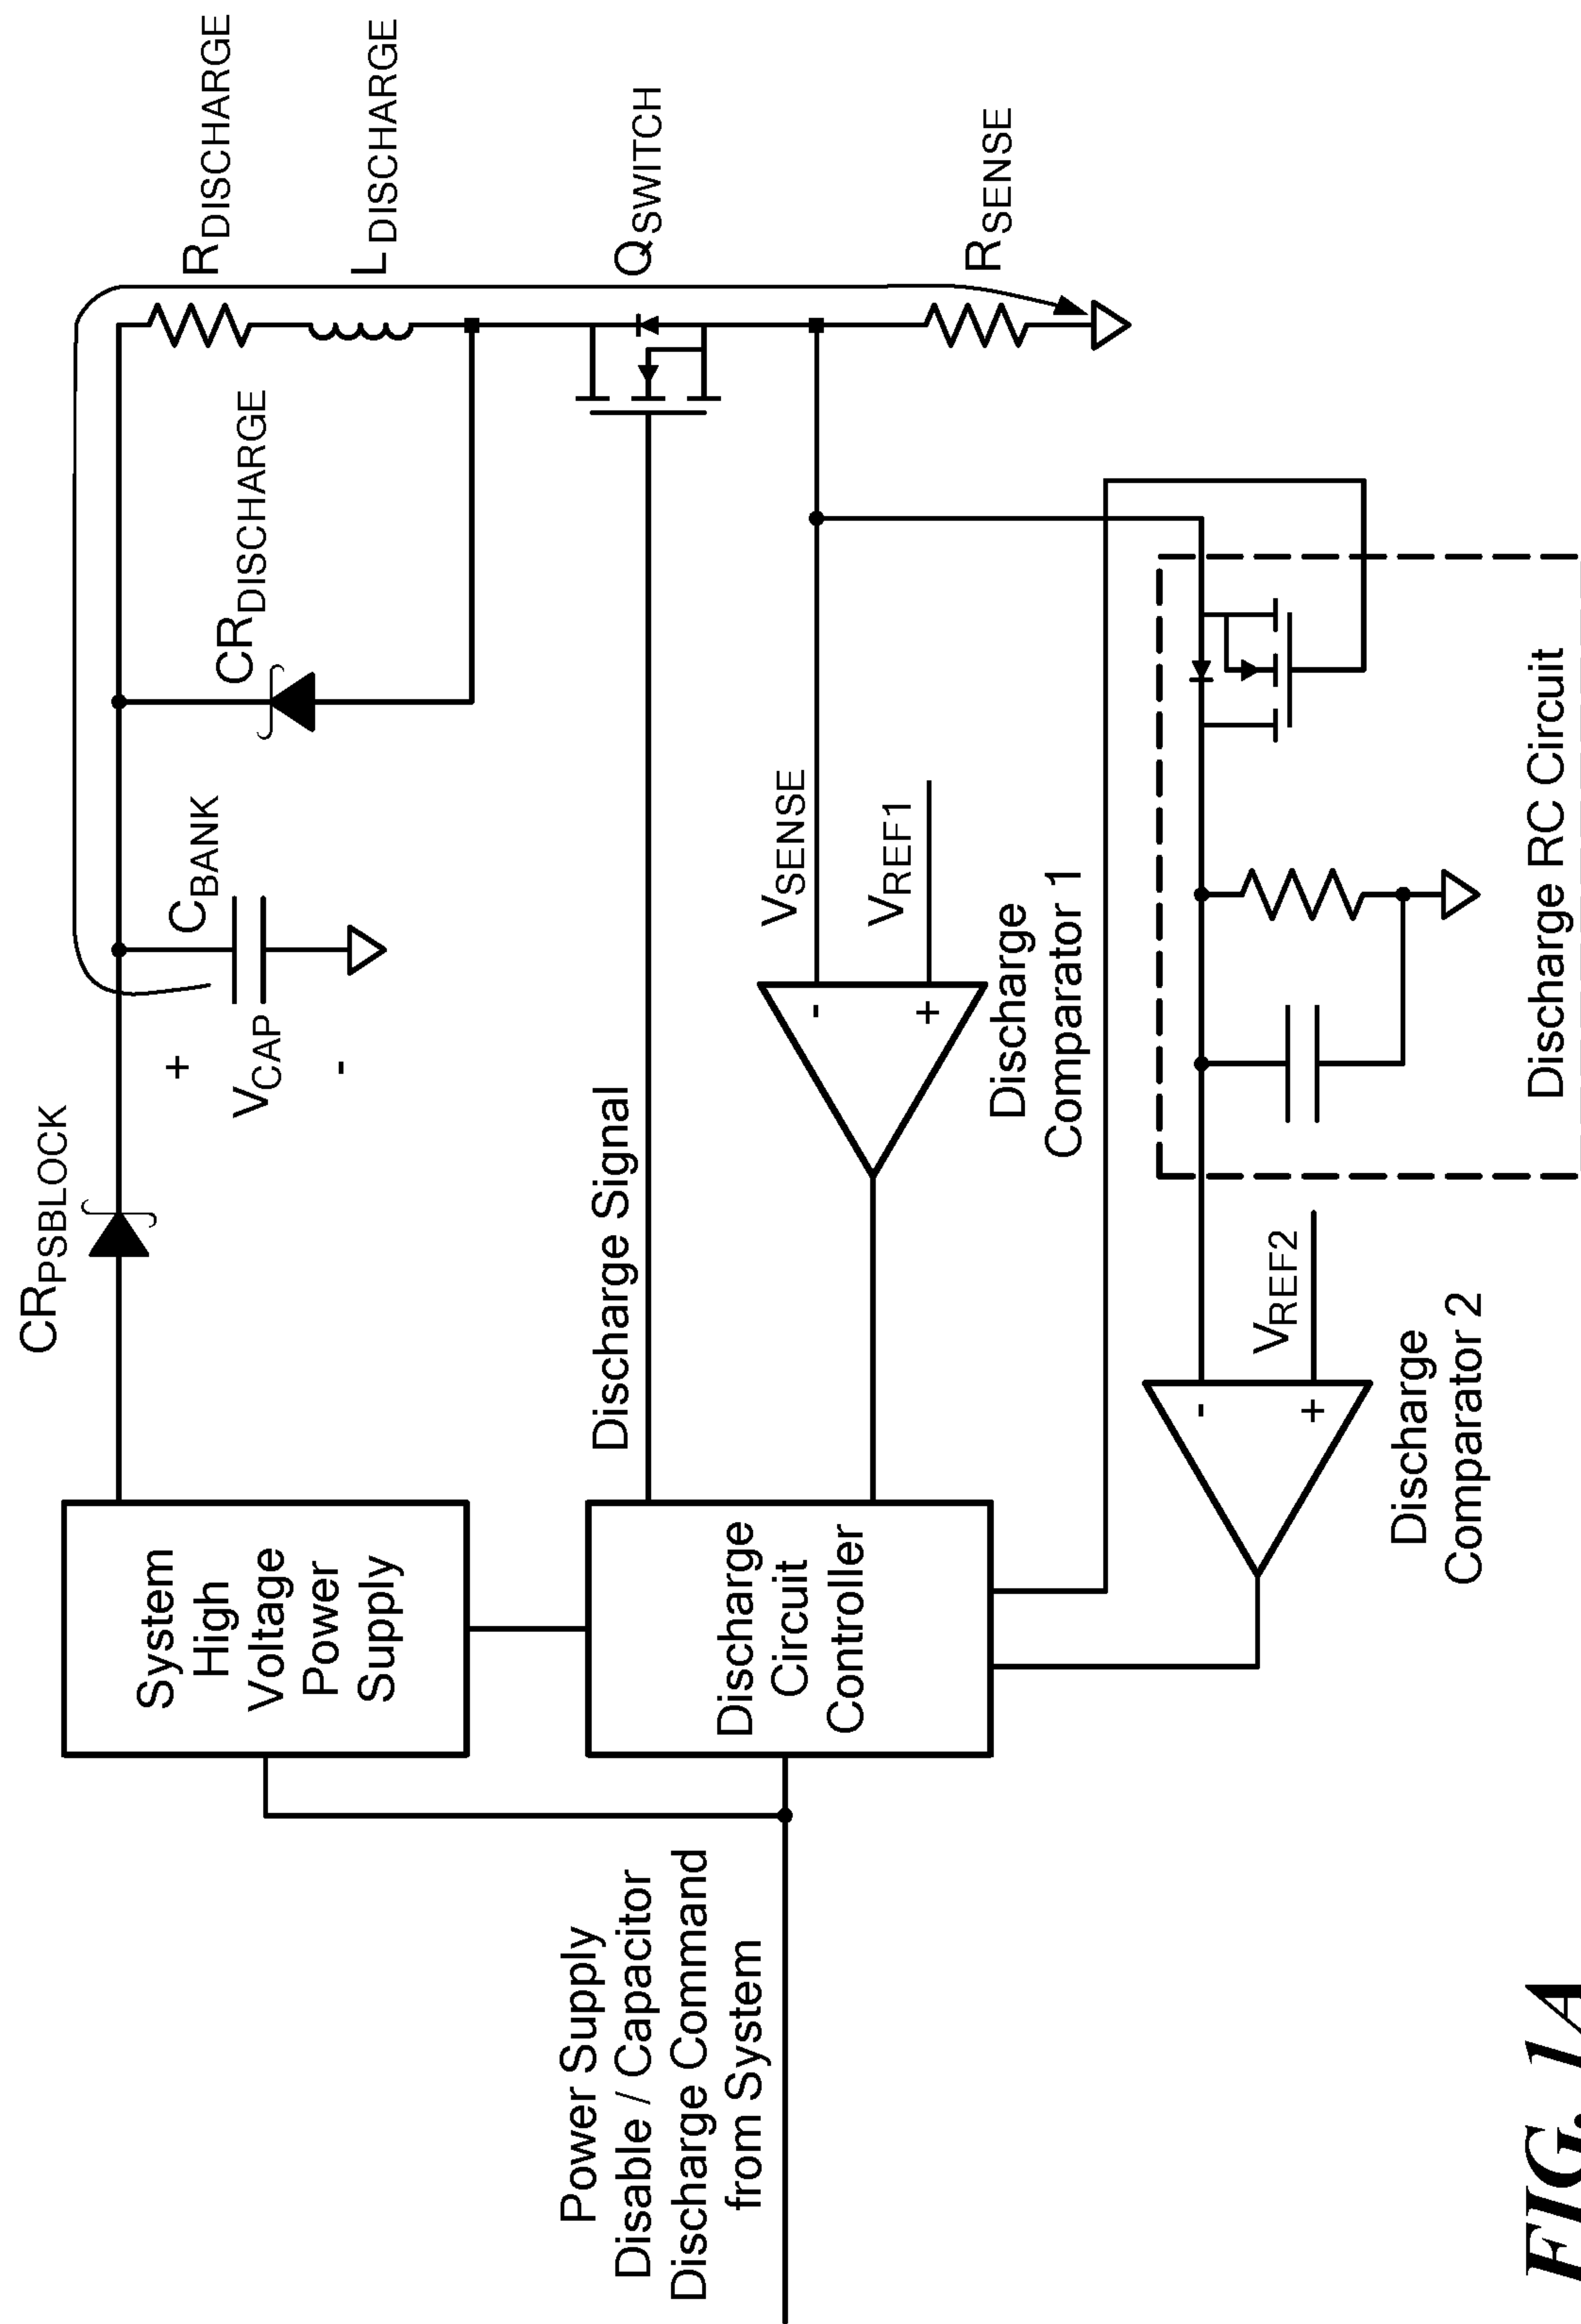 CRPSBLOCK
RDISCHARGE
LDISCHARGE
CRDISCHARGE
CBANK
+
VCAP
-
System
High
Voltage
Power
Supply
QSWITCH
Discharge Signal
Power Supply
Disable / Capacitor
Discharge Command
from System
Discharge
Circuit
Controller
VSENSE
VREF1
-
+
Discharge
Comparator 1
RSENSE
VREF2
-
+
Discharge
Comparator 2
Discharge RC Circuit
FIG. 1A